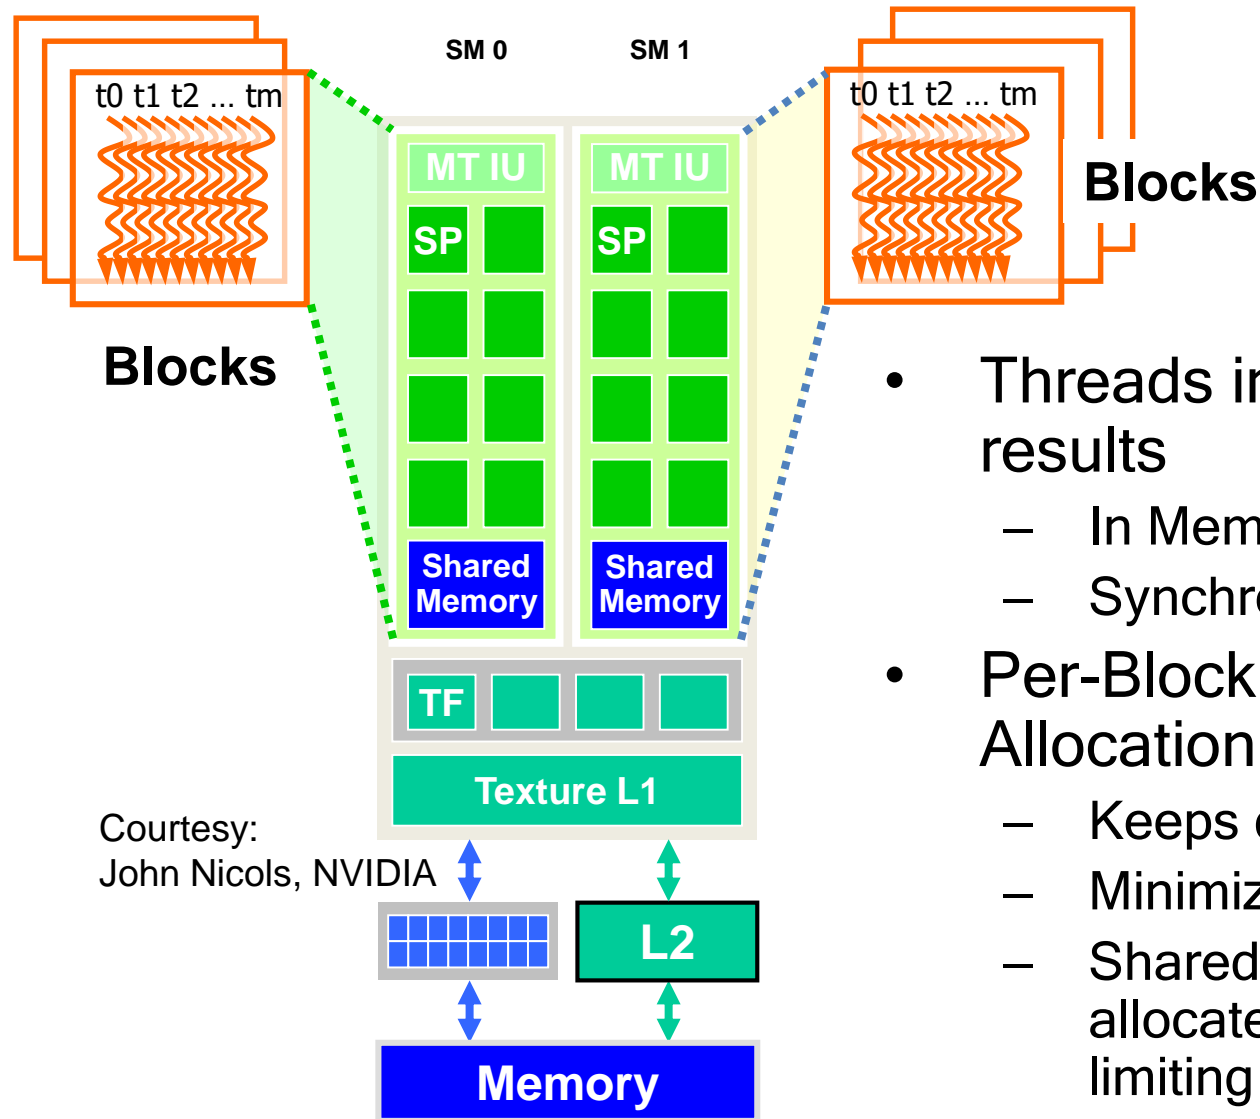 SM 0
SM 1
t0 t1 t2 ... tm
t0 t1 t2 ... tm
MT IU
MT IU
Blocks
SP
SP
Blocks
Shared
Memory
Shared
Memory
TF
Texture L1
Courtesy:
John Nicols, NVIDIA
L2
Memory
• Threads i
results
– In Mem
– Synchr
• Per-Block
Allocation
– Keeps
– Minimiz
– Shared
allocate
limiting